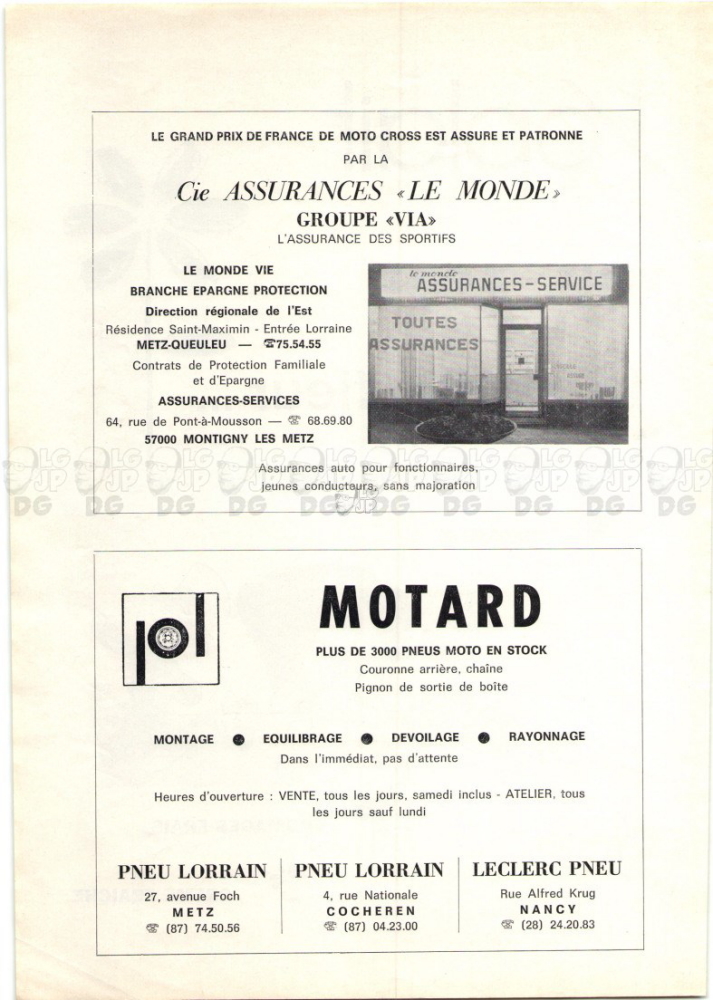 LE GRAND PRIX DE FRANCE DE MOTO CROSS EST ASSURE ET PATRONNE
PAR LA
Cie ASSURANCES «LE MONDE»
GROUPE «VIA»
L'ASSURANCE DES SPORTIFS
LE MONDE VIE
BRANCHE EPARGNE PROTECTION
Direction régionale de l'Est
Résidence Saint-Maximin - Entrée Lorraine
METZ-QUEULEU — ☎75.54.55
Contrats de Protection Familiale
et d'Epargne
ASSURANCES-SERVICES
64, rue de Pont-à-Mousson — ☎ 68.69.80
57000 MONTIGNY LES METZ
le monde
ASSURANCES-SERVICE
TOUTES
ASSURANCES
Assurances auto pour fonctionnaires,
jeunes conducteurs, sans majoration
LG JP DG
pl
MOTARD
PLUS DE 3000 PNEUS MOTO EN STOCK
Couronne arrière, chaîne
Pignon de sortie de boîte
MONTAGE ● EQUILIBRAGE ● DEVOILAGE ● RAYONNAGE
Dans l'immédiat, pas d'attente
Heures d'ouverture : VENTE, tous les jours, samedi inclus - ATELIER, tous
les jours sauf lundi
PNEU LORRAIN
27, avenue Foch
METZ
☎ (87) 74.50.56
PNEU LORRAIN
4, rue Nationale
COCHEREN
☎ (87) 04.23.00
LECLERC PNEU
Rue Alfred Krug
NANCY
☎ (28) 24.20.83